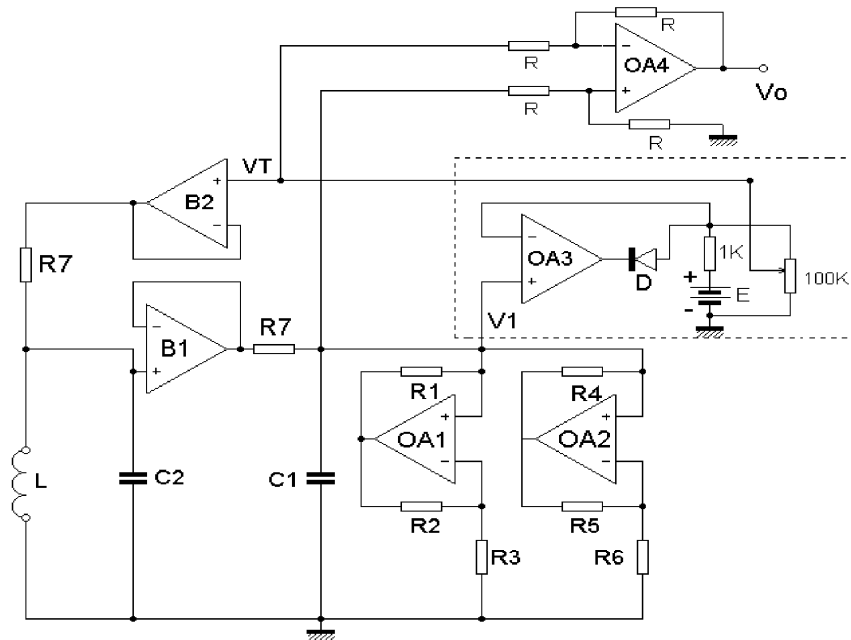 R
R
−
+
OA4
Vo
R
R
VT
B2
+
−
R7
B1
−
+
R7
OA3
−
+
D
1K
+
E
-
100K
V1
R1
OA1
+
−
R2
R3
R4
OA2
+
−
R5
R6
L
C2
C1